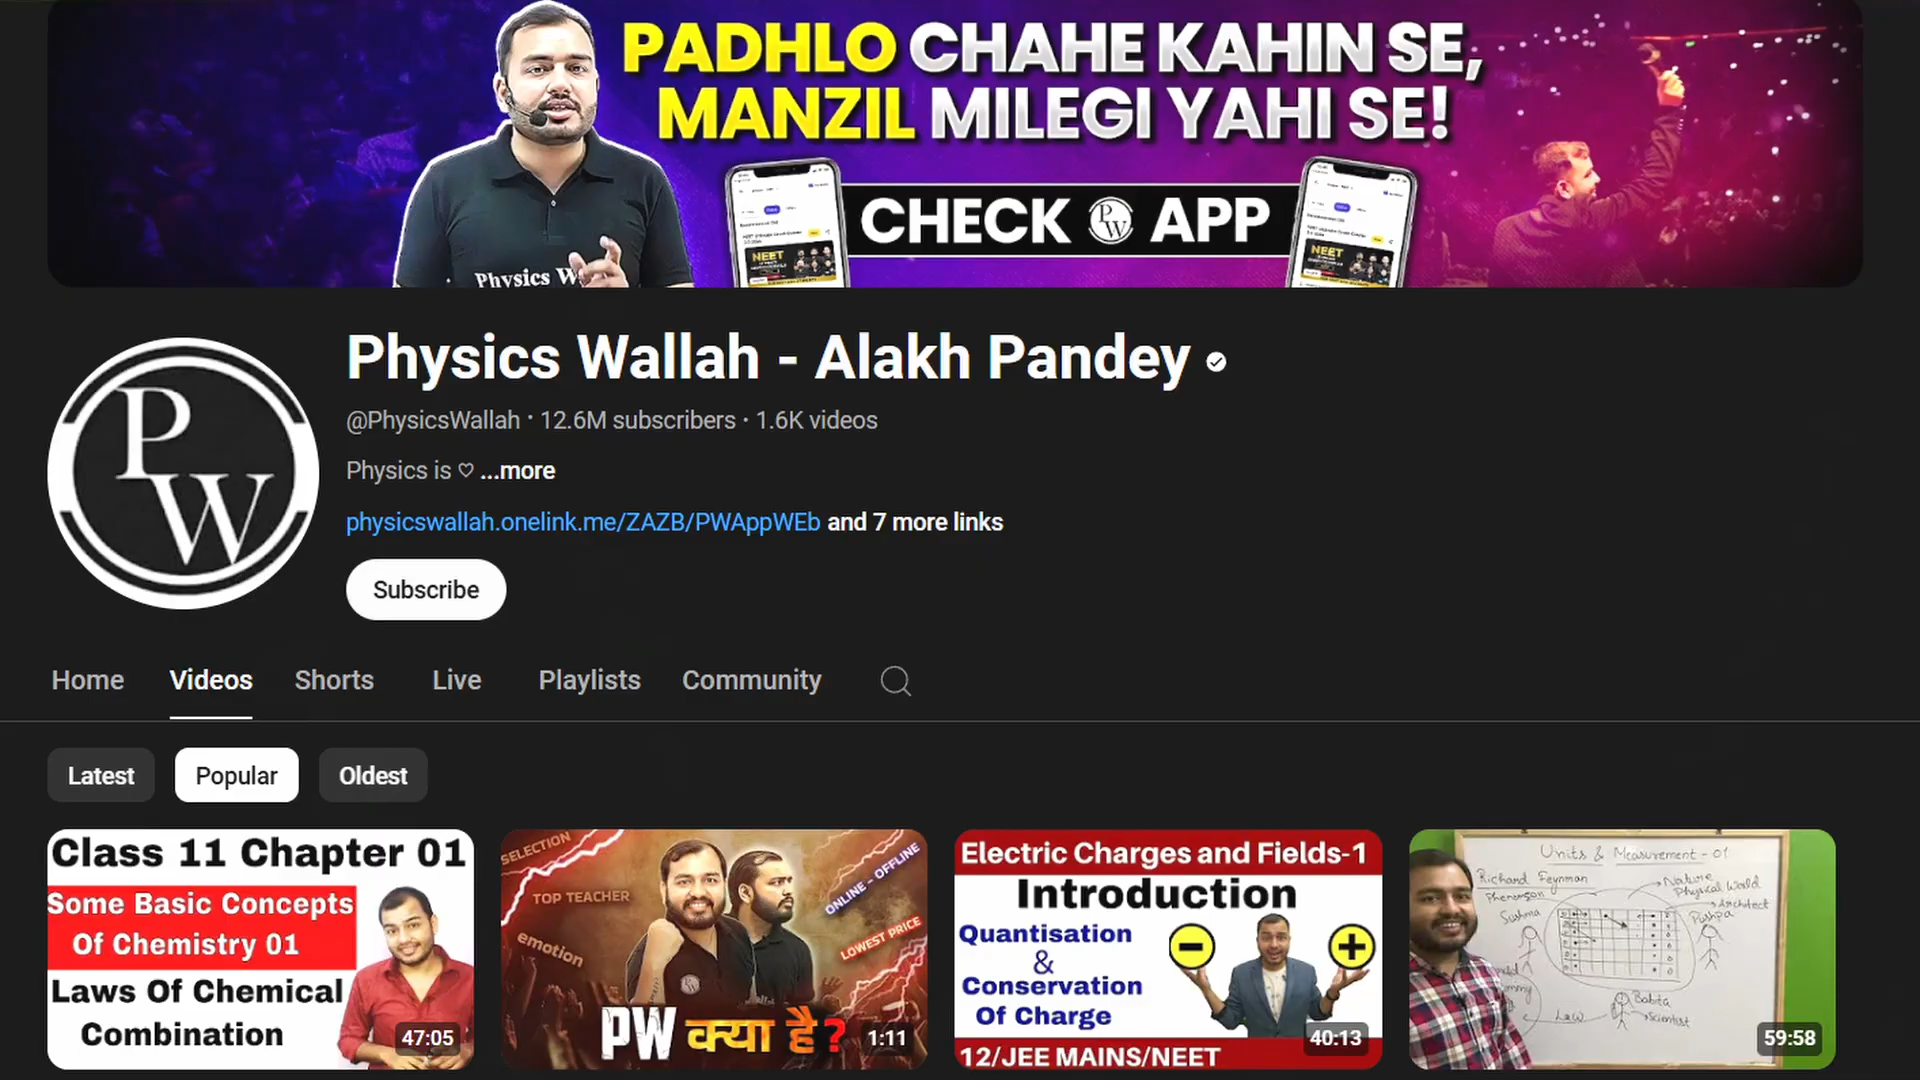 PADHLO CHAHE KAHIN SE,
MANZIL MILEGI YAHI SE!
CHECK PW APP
NEET
NEET
Physics W
Physics Wallah - Alakh Pandey
@PhysicsWallah · 12.6M subscribers · 1.6K videos
Physics is ♡ ...more
physicswallah.onelink.me/ZAZB/PWAppWEb and 7 more links
Subscribe
PW
Home Videos Shorts Live Playlists Community
Latest Popular Oldest
Class 11 Chapter 01
Some Basic Concepts
Of Chemistry 01
Laws Of Chemical
Combination
47:05
SELECTION
TOP TEACHER
emotion
ONLINE - OFFLINE
LOWEST PRICE
PW क्या है?
1:11
Electric Charges and Fields-1
Introduction
Quantisation
&
Conservation
Of Charge
− +
12/JEE MAINS/NEET
40:13
Units & Measurement - 01
Richard Feynman
Nature
Physical World
Architect
Sushma
Pushpa
Babita
Scientist
Law
59:58